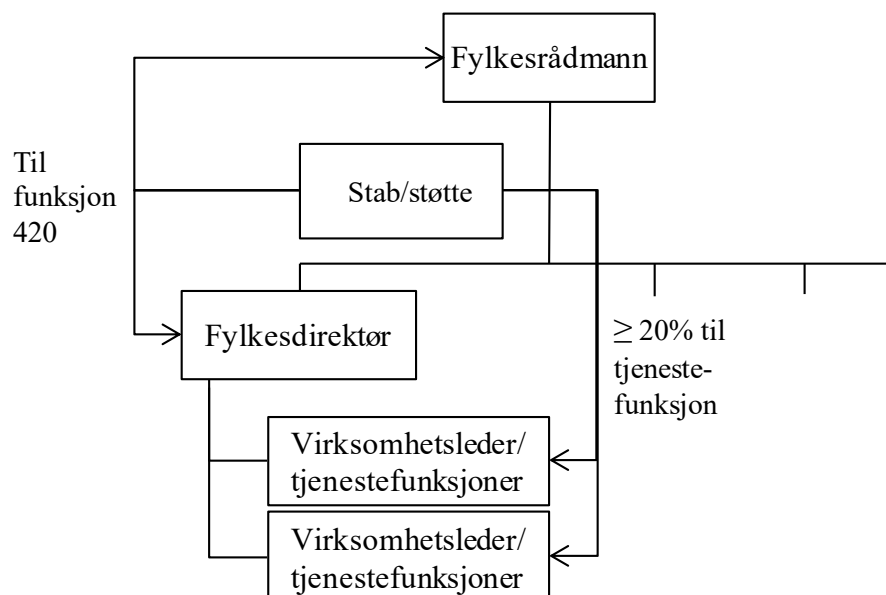 Fylkesrådmann
Til
funksjon
420
Stab/støtte
Fylkesdirektør
≥ 20% til
tjeneste-
funksjon
Virksomhetsleder/
tjenestefunksjoner
Virksomhetsleder/
tjenestefunksjoner